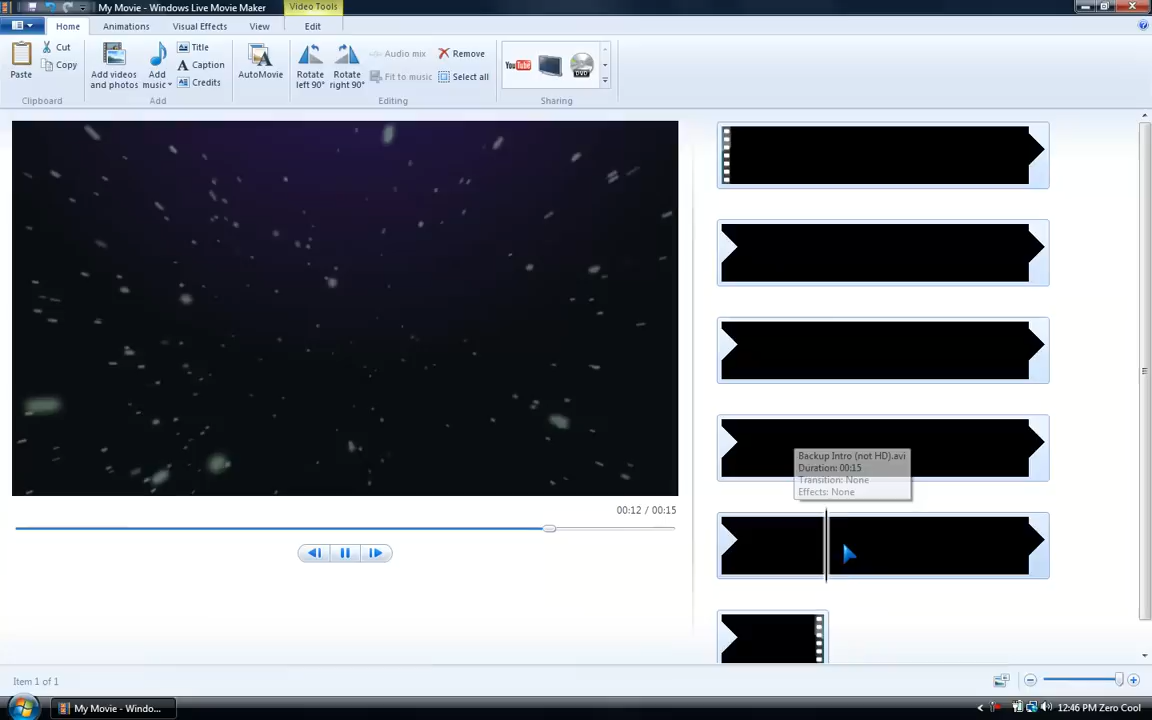 My Movie - Windows Live Movie Maker
Video Tools
Home
Animations
Visual Effects
View
Edit
Paste
Cut
Copy
Clipboard
Add videos
and photos
Add
music
Title
Caption
Credits
Add
AutoMovie
Rotate
left 90°
Rotate
right 90°
Audio mix
Fit to music
Remove
Select all
Editing
You Tube
DVD
Sharing
Backup Intro (not HD).avi
Duration: 00:15
Transition: None
Effects: None
00:12 / 00:15
Item 1 of 1
My Movie - Windo...
12:46 PM Zero Cool